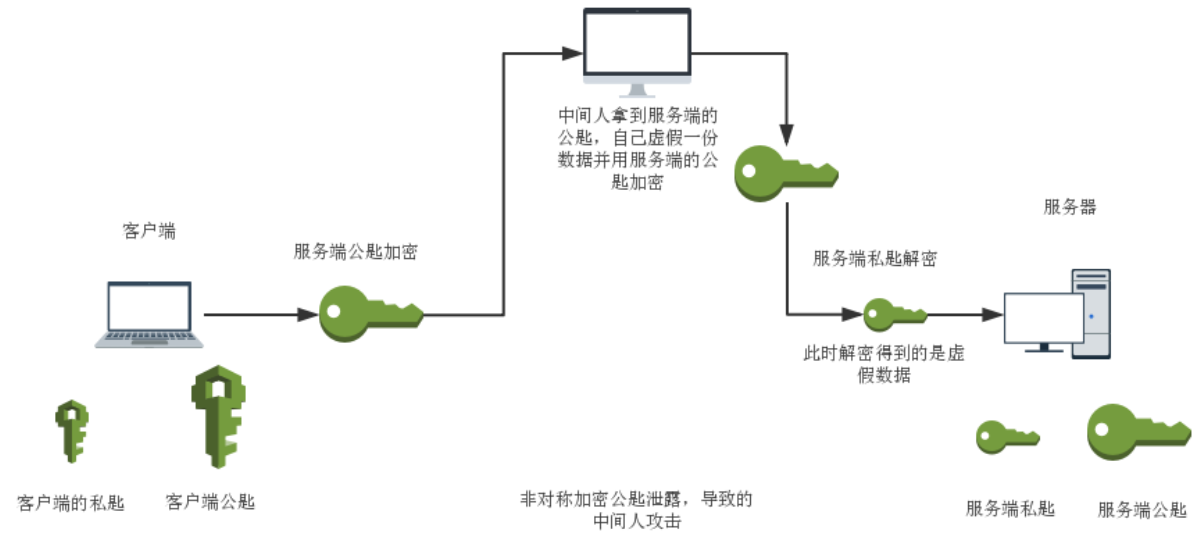 中间人拿到服务端的
公匙，自己虚假一份
数据并用服务端的公
匙加密
客户端
服务器
服务端公匙加密
服务端私匙解密
此时解密得到的是虚
假数据
客户端的私匙
客户端公匙
非对称加密公匙泄露，导致的
中间人攻击
服务端私匙
服务端公匙